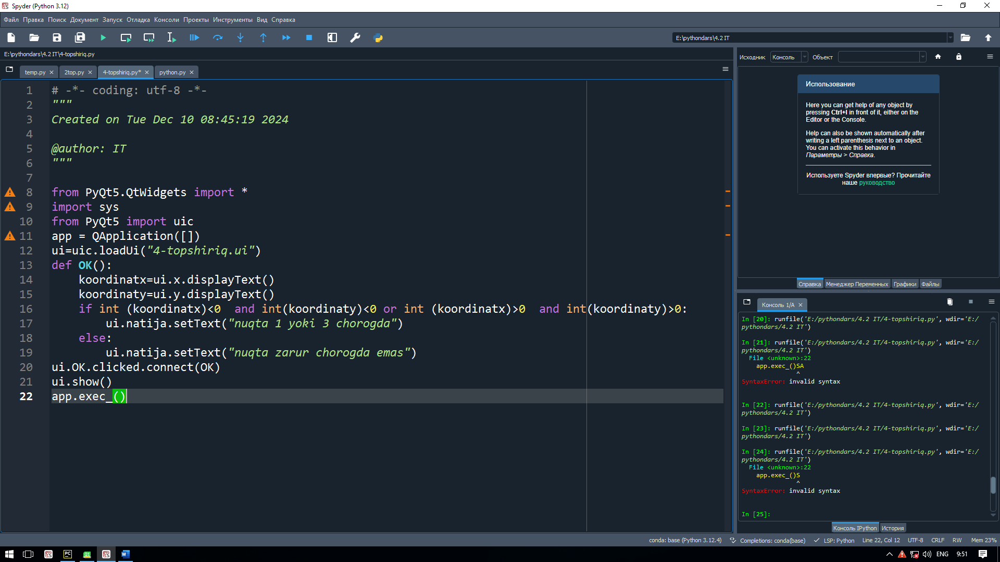 Spyder (Python 3.12)
Файл Правка Поиск Документ Запуск Отладка Консоли Проекты Инструменты Вид Справка
E:\pythondars\4.2 IT
E:\pythondars\4.2 IT\4-topshiriq.py
temp.py 2top.py 4-topshiriq.py* python.py
1 # -*- coding: utf-8 -*-
2 """
3 Created on Tue Dec 10 08:45:19 2024
4
5 @author: IT
6 """
7
8 from PyQt5.QtWidgets import *
9 import sys
10 from PyQt5 import uic
11 app = QApplication([])
12 ui=uic.loadUi("4-topshiriq.ui")
13 def OK():
14     koordinatx=ui.x.displayText()
15     koordinaty=ui.y.displayText()
16     if int (koordinatx)<0  and int(koordinaty)<0 or int (koordinatx)>0  and int(koordinaty)>0:
17         ui.natija.setText("nuqta 1 yoki 3 chorogda")
18     else:
19         ui.natija.setText("nuqta zarur chorogda emas")
20 ui.OK.clicked.connect(OK)
21 ui.show()
22 app.exec_()
Исходник Консоль Объект
Использование
Here you can get help of any object by
pressing Ctrl+I in front of it, either on the
Editor or the Console.
Help can also be shown automatically after
writing a left parenthesis next to an object.
You can activate this behavior in
Параметры > Справка.
Используете Spyder впервые? Прочитайте
наше руководство
Справка Менеджер Переменных Графики Файлы
Консоль 1/A
In [20]: runfile('E:/pythondars/4.2 IT/4-topshiriq.py', wdir='E:/
pythondars/4.2 IT')
In [21]: runfile('E:/pythondars/4.2 IT/4-topshiriq.py', wdir='E:/
pythondars/4.2 IT')
File <unknown>:22
app.exec_()SA
^
SyntaxError: invalid syntax
In [22]: runfile('E:/pythondars/4.2 IT/4-topshiriq.py', wdir='E:/
pythondars/4.2 IT')
In [23]: runfile('E:/pythondars/4.2 IT/4-topshiriq.py', wdir='E:/
pythondars/4.2 IT')
In [24]: runfile('E:/pythondars/4.2 IT/4-topshiriq.py', wdir='E:/
pythondars/4.2 IT')
File <unknown>:22
app.exec_()S
^
SyntaxError: invalid syntax
In [25]:
Консоль IPython История
conda: base (Python 3.12.4) Completions: conda(base) LSP: Python Line 22, Col 12 UTF-8 CRLF RW Mem 23%
PC Qt W ENG 9:51